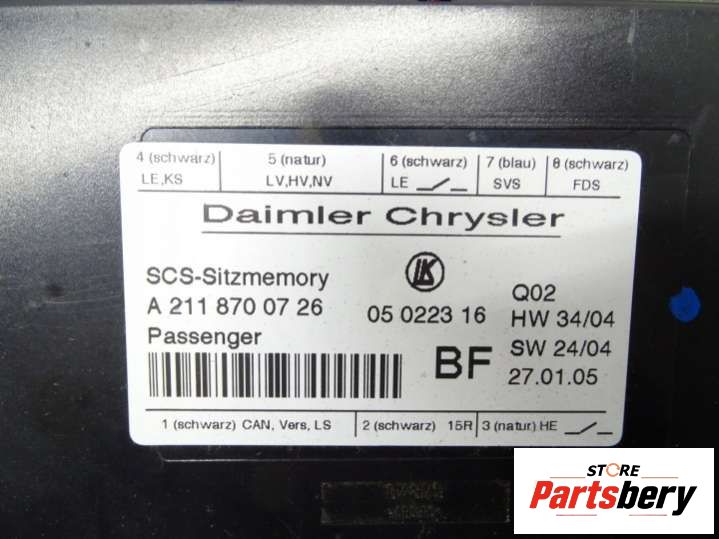 4 (schwarz) 5 (natur) 6 (schwarz) 7 (blau) 8 (schwarz)
LE,KS LV,HV,NV LE SVS FDS
Daimler Chrysler
SCS-Sitzmemory LK Q02
A 211 870 07 26 05 0223 16 HW 34/04
Passenger BF SW 24/04
27.01.05
1 (schwarz) CAN, Vers, LS 2 (schwarz) 15R 3 (natur) HE
STORE
Partsbery